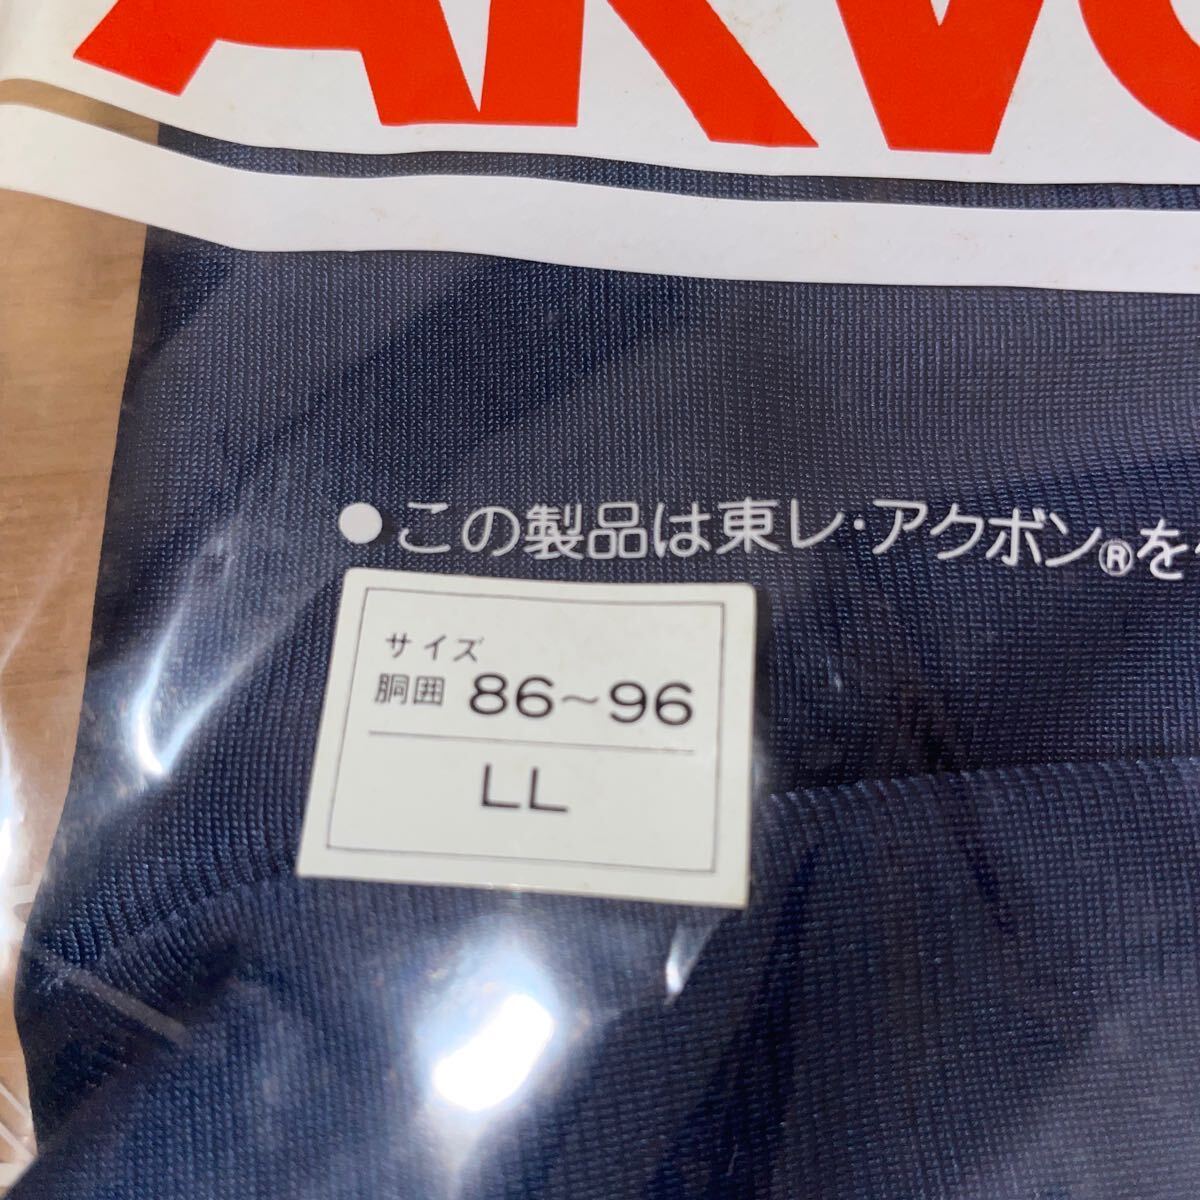 ●この製品は東レ・アクボン®を
サイズ
胴囲 86~96
LL